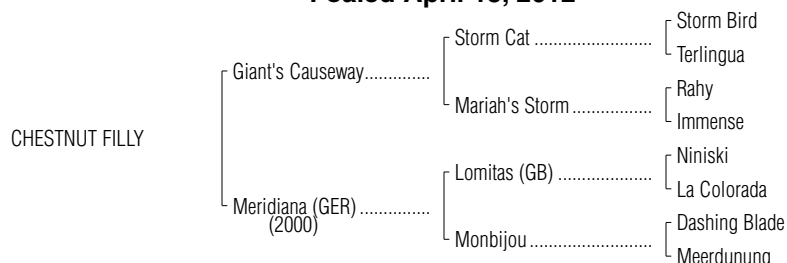 Foaled April 18, 2012
Storm Bird
Storm Cat
Terlingua
Giant's Causeway
Rahy
Mariah's Storm
Immense
CHESTNUT FILLY
Niniski
Lomitas (GB)
La Colorada
Meridiana (GER)
(2000)
Dashing Blade
Monbijou
Meerdunung